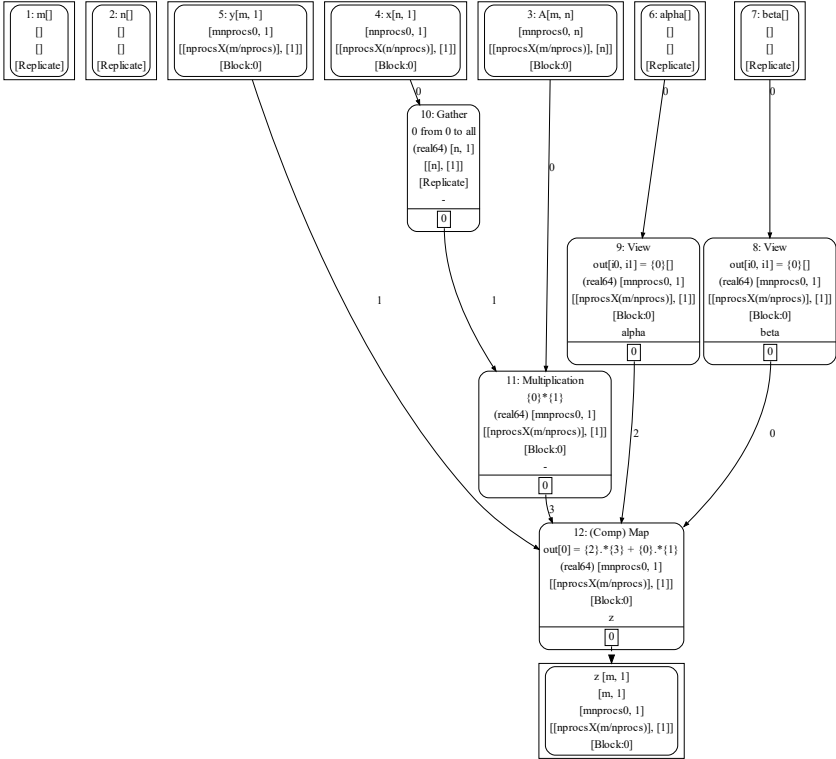 1: m[]
[]
[]
[Replicate]
2: n[]
[]
[]
[Replicate]
5: y[m, 1]
[mnprocs0, 1]
[[nprocsX(m/nprocs)], [1]]
[Block:0]
4: x[n, 1]
[nnprocs0, 1]
[[nprocsX(n/nprocs)], [1]]
[Block:0]
3: A[m, n]
[mnprocs0, n]
[[nprocsX(m/nprocs)], [n]]
[Block:0]
6: alpha[]
[]
[]
[Replicate]
7: beta[]
[]
[]
[Replicate]
0
0
0
10: Gather
0 from 0 to all
(real64) [n, 1]
[[n], [1]]
[Replicate]
-
0
0
9: View
out[i0, i1] = {0}[]
(real64) [mnprocs0, 1]
[[nprocsX(m/nprocs)], [1]]
[Block:0]
alpha
0
8: View
out[i0, i1] = {0}[]
(real64) [mnprocs0, 1]
[[nprocsX(m/nprocs)], [1]]
[Block:0]
beta
0
1
1
11: Multiplication
{0}*{1}
(real64) [mnprocs0, 1]
[[nprocsX(m/nprocs)], [1]]
[Block:0]
-
0
2
0
3
12: (Comp) Map
out[0] = {2}.*{3} + {0}.*{1}
(real64) [mnprocs0, 1]
[[nprocsX(m/nprocs)], [1]]
[Block:0]
z
0
z [m, 1]
[m, 1]
[mnprocs0, 1]
[[nprocsX(m/nprocs)], [1]]
[Block:0]